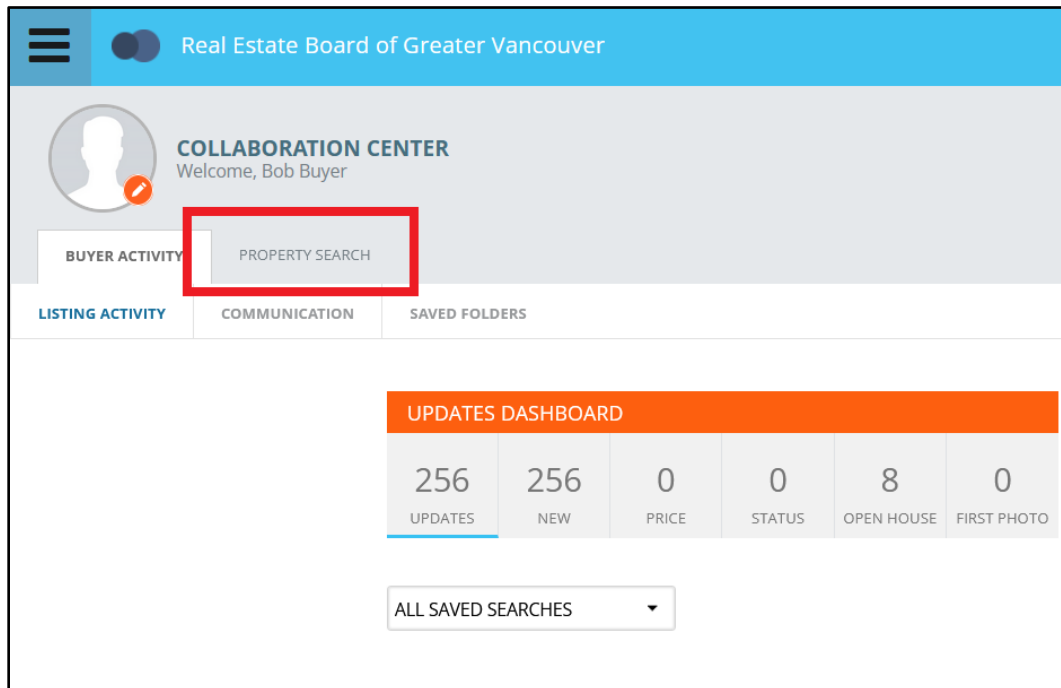 Real Estate Board of Greater Vancouver
COLLABORATION CENTER
Welcome, Bob Buyer
BUYER ACTIVITY PROPERTY SEARCH
LISTING ACTIVITY COMMUNICATION SAVED FOLDERS
UPDATES DASHBOARD
256 256 0 0 8 0
UPDATES NEW PRICE STATUS OPEN HOUSE FIRST PHOTO
ALL SAVED SEARCHES